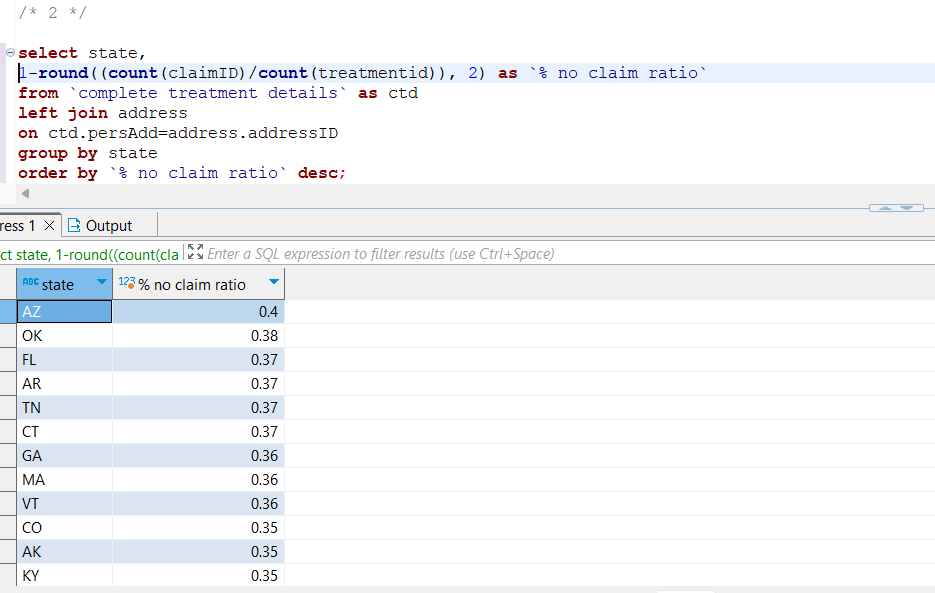 /* 2 */
select state,
1-round((count(claimID)/count(treatmentid)), 2) as `% no claim ratio`
from `complete treatment details` as ctd
left join address
on ctd.persAdd=address.addressID
group by state
order by `% no claim ratio` desc;
ress 1 Output
ct state, 1-round((count(cla Enter a SQL expression to filter results (use Ctrl+Space)
ABC state 123 % no claim ratio
AZ 0.4
OK 0.38
FL 0.37
AR 0.37
TN 0.37
CT 0.37
GA 0.36
MA 0.36
VT 0.36
CO 0.35
AK 0.35
KY 0.35